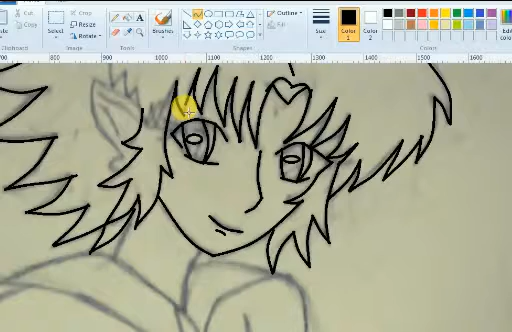 Cut
Copy
Select
Crop
Resize
Rotate
A
Brushes
Outline
Fill
Size
Color
1
Color
2
Clipboard
Image
Tools
Shapes
Colors
900
1000
1100
1200
1300
1400
1500
1600